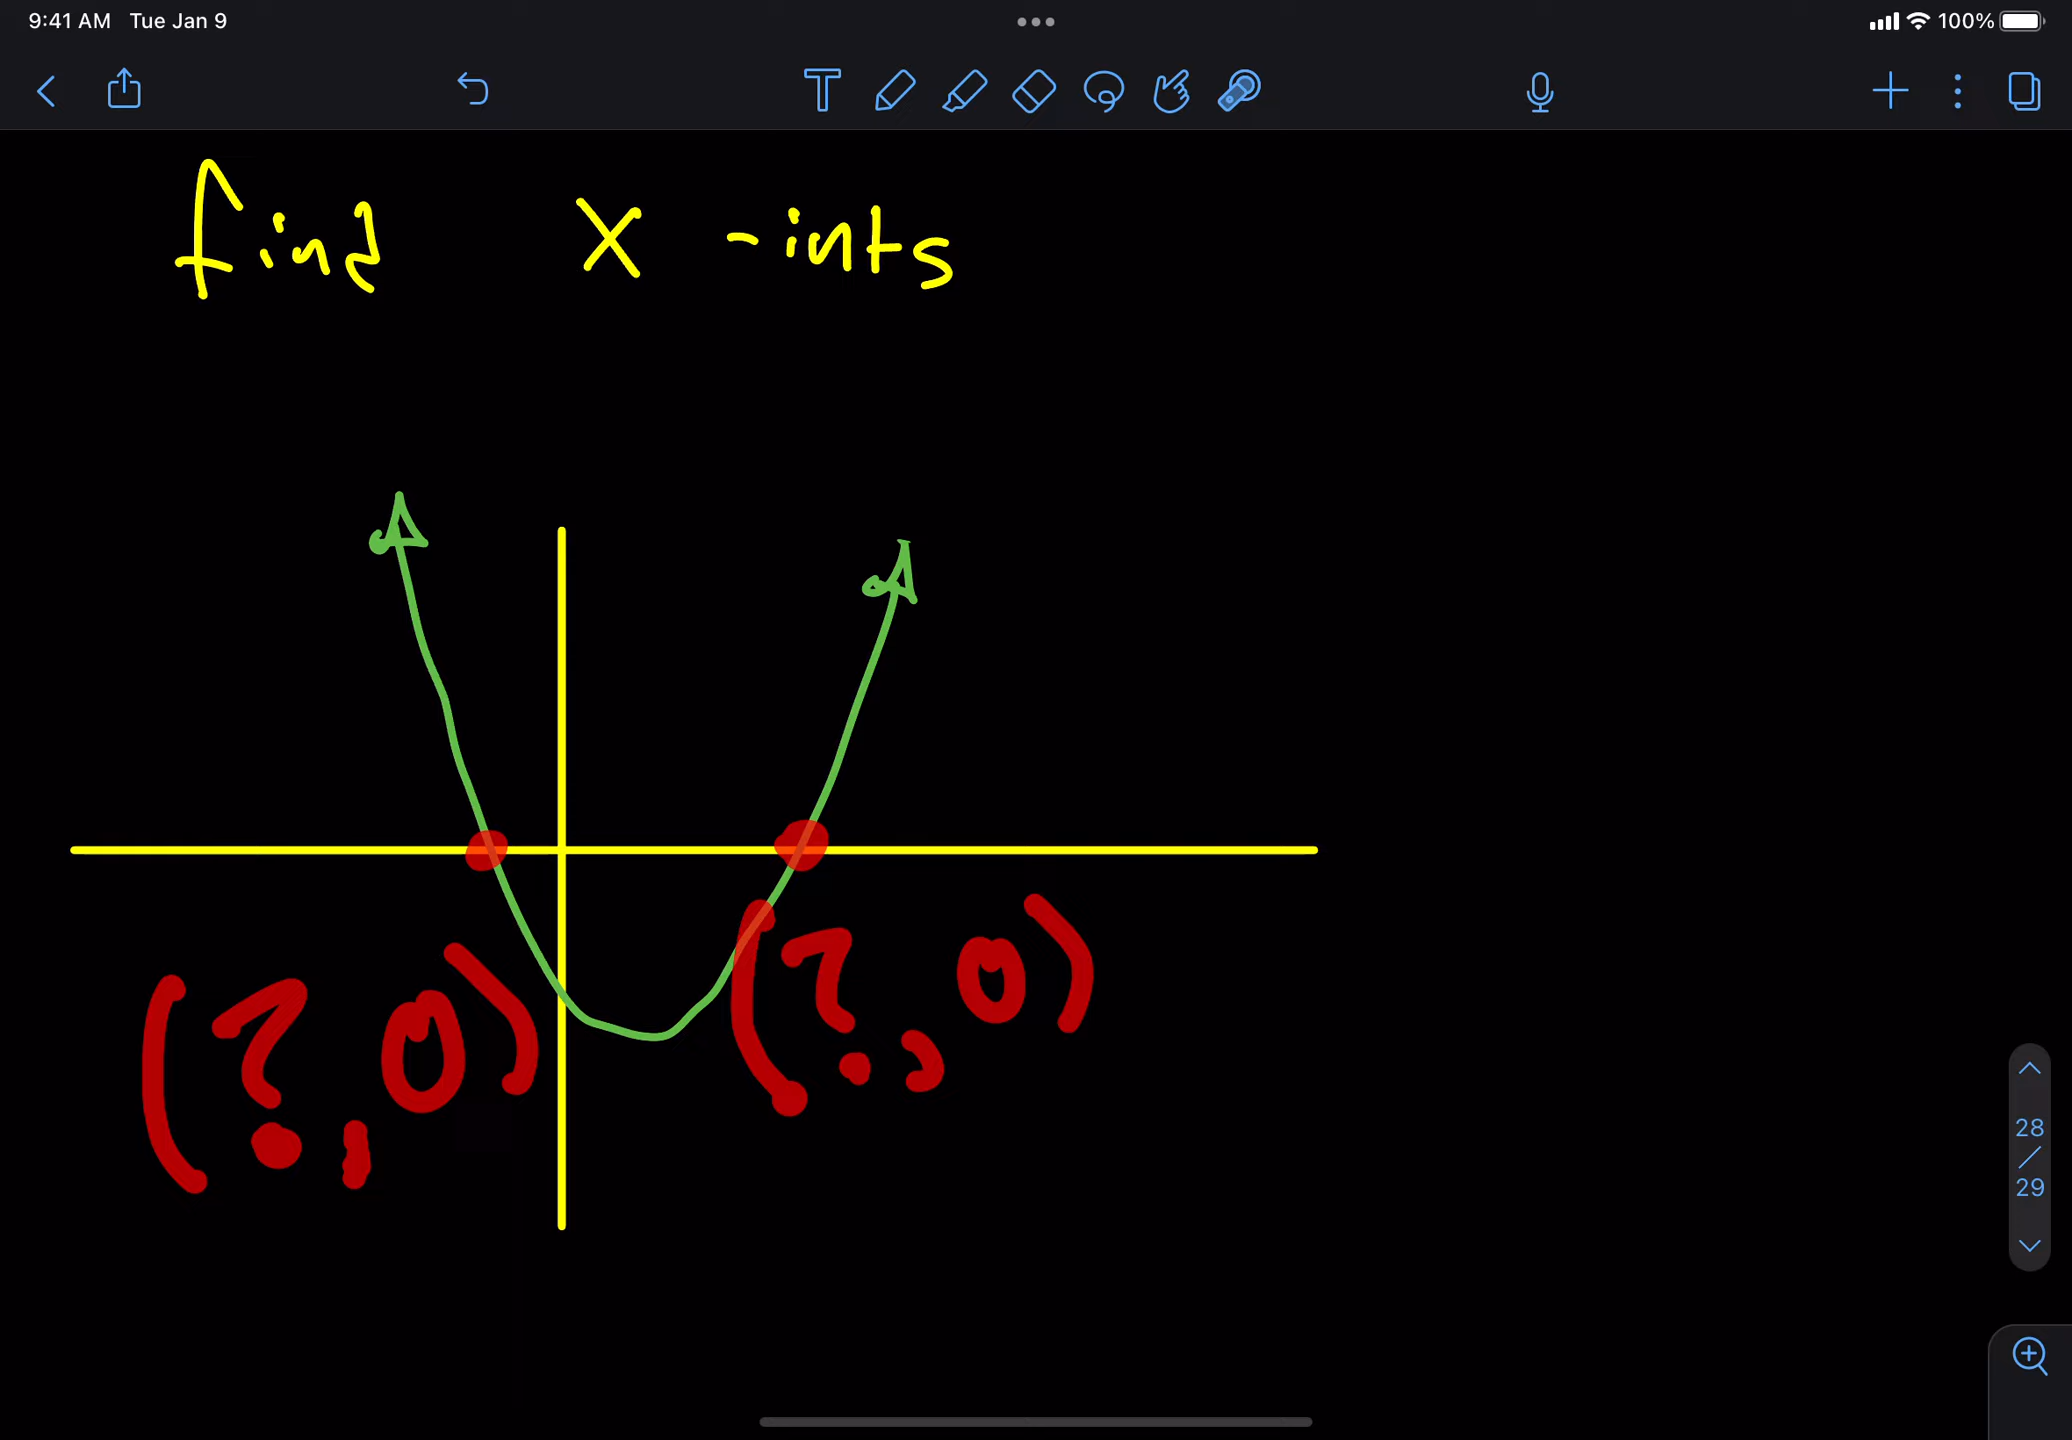 9:41 AM Tue Jan 9
100%
T
find x-ints
(?, 0)
(?, 0)
28
/
29